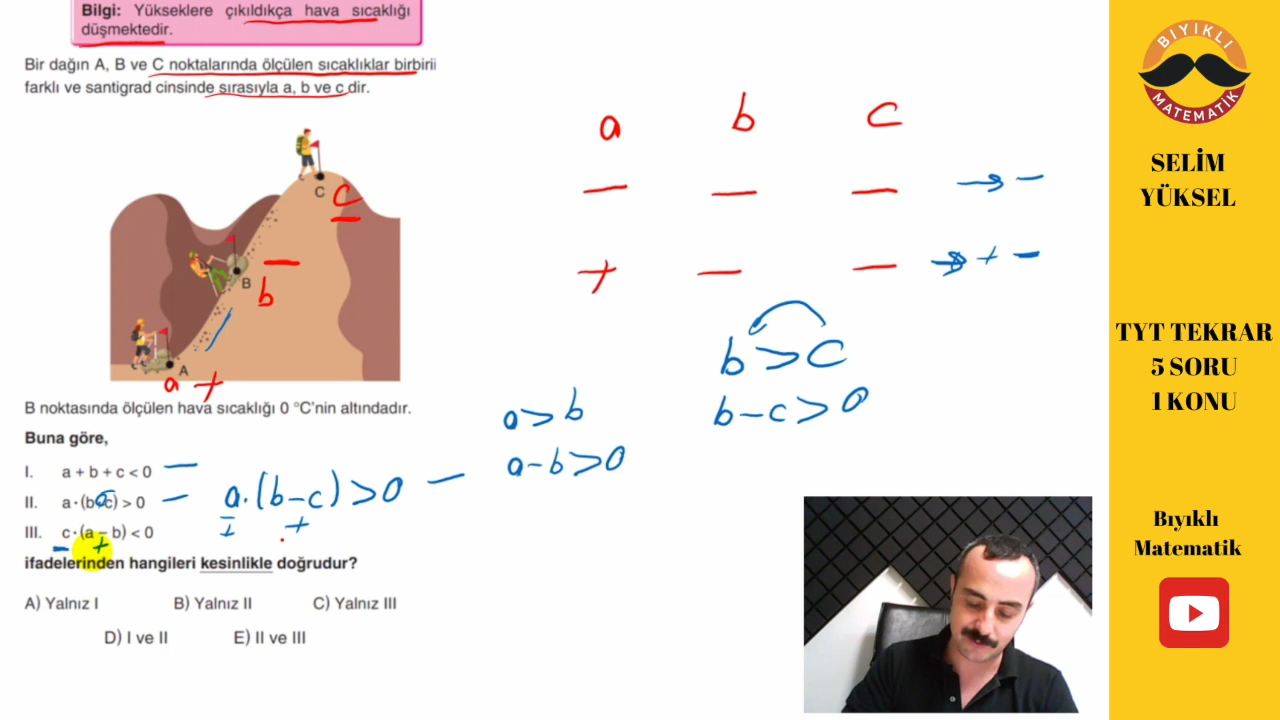 Bilgi: Yükseklere çıkıldıkça hava sıcaklığı
düşmektedir.
Bir dağın A, B ve C noktalarında ölçülen sıcaklıklar birbirii
farklı ve santigrad cinsinde sırasıyla a, b ve c dir.
C
C
B
b
A
a +
B noktasında ölçülen hava sıcaklığı 0 °C'nin altındadır.
Buna göre,
I. a + b + c < 0 —
II. a · (b - c) > 0 —
III. c · (a – b) < 0
– +
ifadelerinden hangileri kesinlikle doğrudur?
A) Yalnız I B) Yalnız II C) Yalnız III
D) I ve II E) II ve III
a b c
— — — → –
+ — — → + –
b > c
b - c > 0
a > b
a - b > 0
a · (b - c) > 0 —
± +
BIYIKLI
MATEMATİK
SELİM
YÜKSEL
TYT TEKRAR
5 SORU
1 KONU
Bıyıklı
Matematik